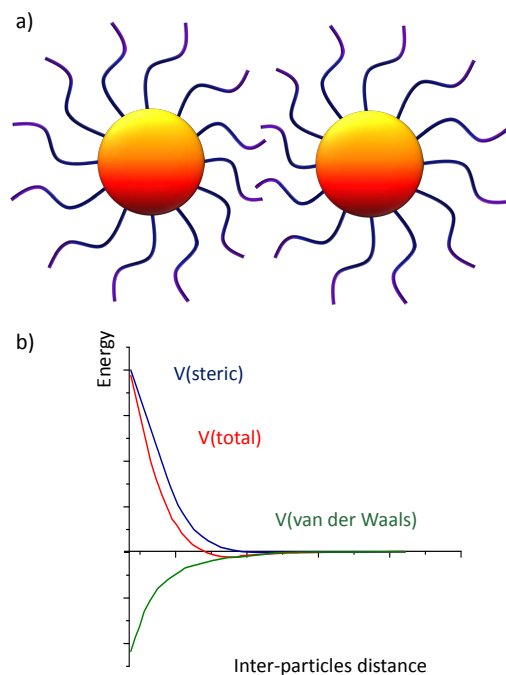 a)
b)
Energy
V(steric)
V(total)
V(van der Waals)
Inter-particles distance